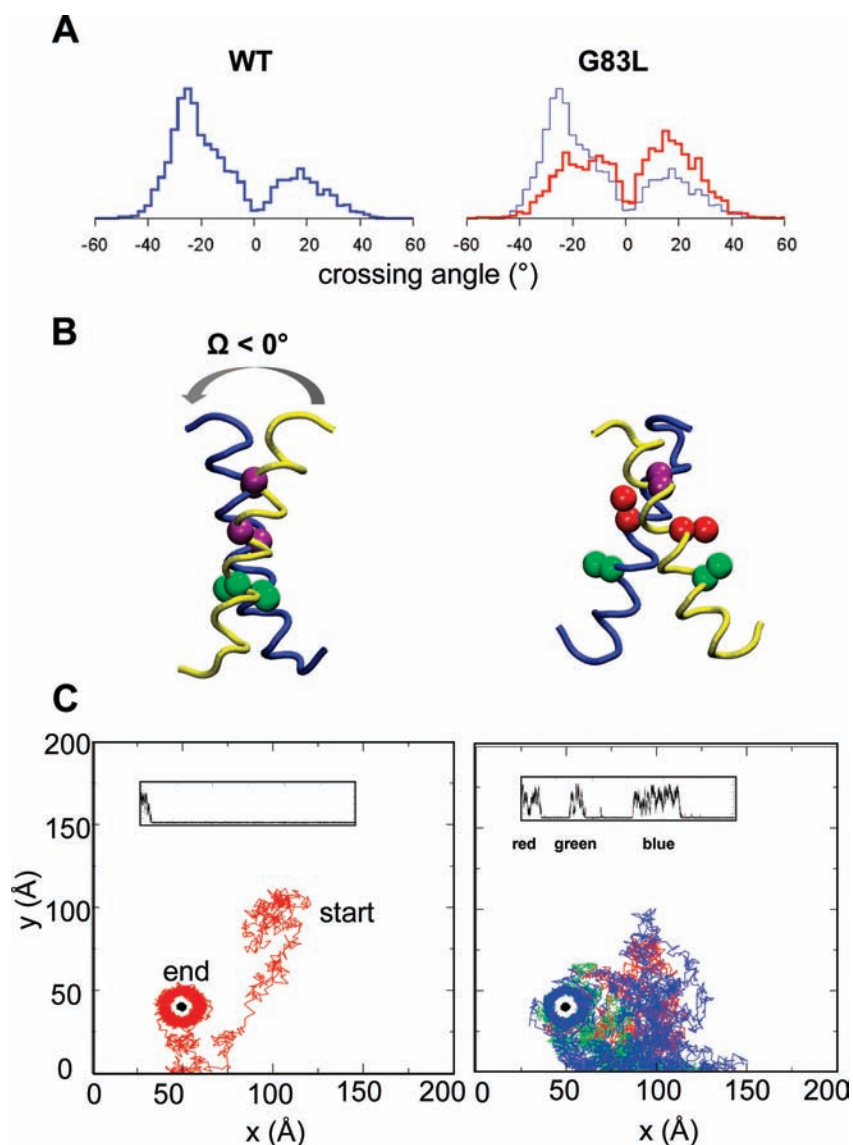 A
WT G83L
-60 -40 -20 0 20 40 60 -60 -40 -20 0 20 40 60
crossing angle (°)
B
Ω < 0°
C
200
150
100
50
0
y (Å)
start
end
0 50 100 150 200
x (Å)
red green blue
0 50 100 150 200
x (Å)